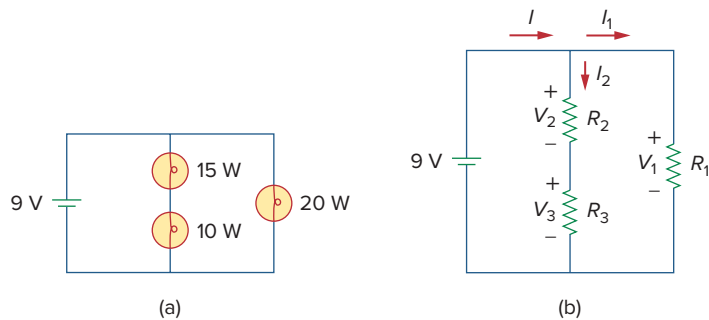 9 V
15 W
10 W
20 W
(a)
I
I₁
I₂
9 V
+
V₂
−
R₂
+
V₃
−
R₃
+
V₁
−
R₁
(b)